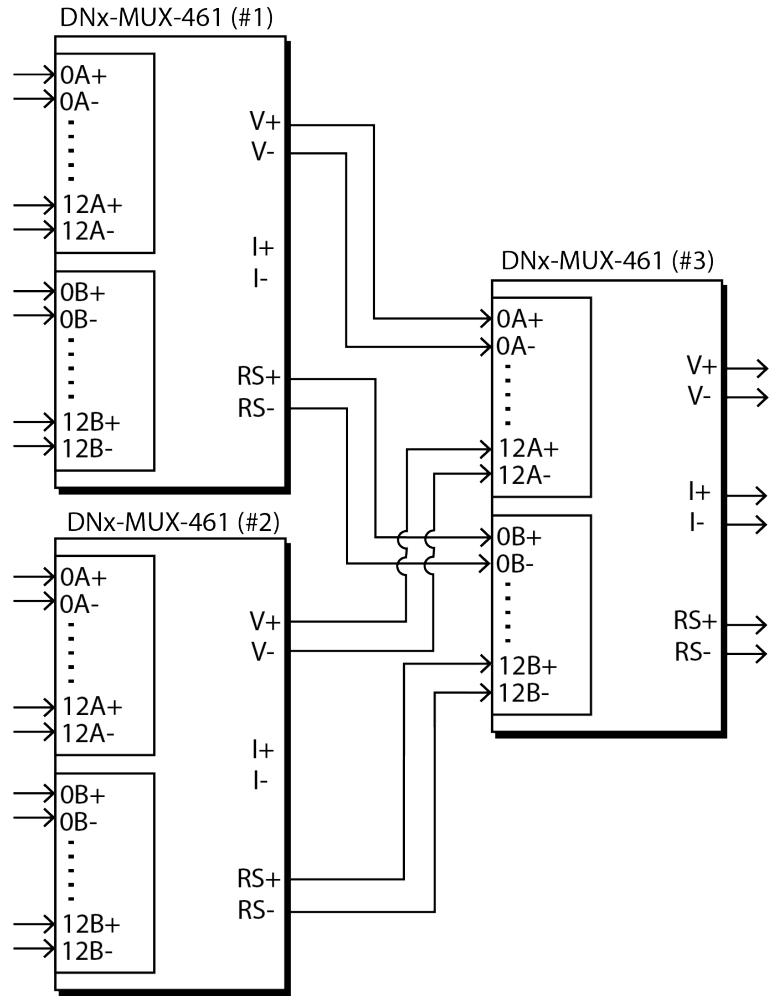 DNx-MUX-461 (#1)
0A+
0A-
12A+
12A-
0B+
0B-
12B+
12B-
V+
V-
I+
I-
RS+
RS-
DNx-MUX-461 (#2)
0A+
0A-
12A+
12A-
0B+
0B-
12B+
12B-
V+
V-
I+
I-
RS+
RS-
DNx-MUX-461 (#3)
0A+
0A-
12A+
12A-
0B+
0B-
12B+
12B-
V+
V-
I+
I-
RS+
RS-